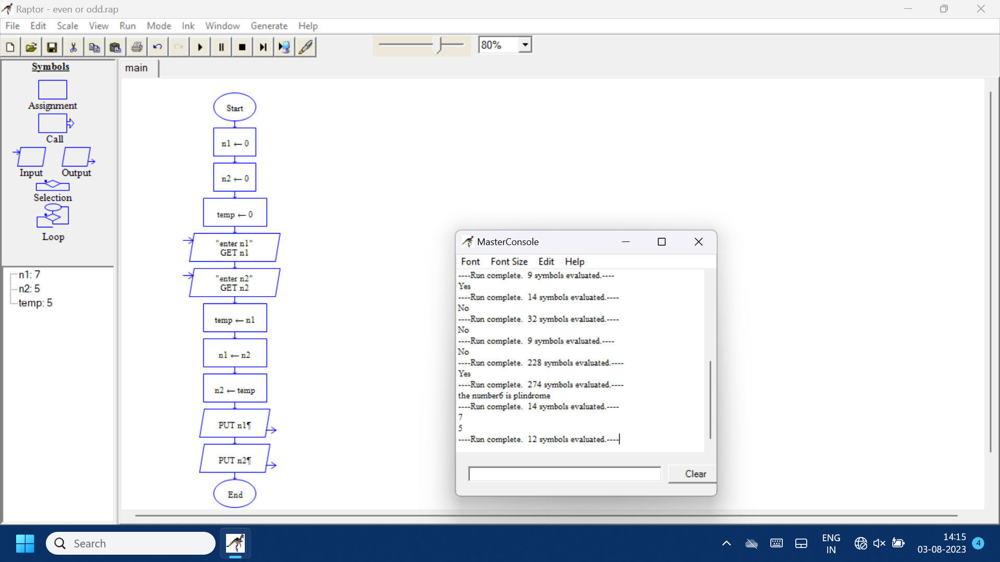 Raptor - even or odd.rap
File Edit Scale View Run Mode Ink Window Generate Help
80%
Symbols
Assignment
Call
Input Output
Selection
Loop
n1: 7
n2: 5
temp: 5
main
Start
n1 ← 0
n2 ← 0
temp ← 0
"enter n1"
GET n1
"enter n2"
GET n2
temp ← n1
n1 ← n2
n2 ← temp
PUT n1¶
PUT n2¶
End
MasterConsole
Font Font Size Edit Help
----Run complete. 9 symbols evaluated.----
Yes
----Run complete. 14 symbols evaluated.----
No
----Run complete. 32 symbols evaluated.----
No
----Run complete. 9 symbols evaluated.----
No
----Run complete. 228 symbols evaluated.----
Yes
----Run complete. 274 symbols evaluated.----
the number6 is plindrome
----Run complete. 14 symbols evaluated.----
7
5
----Run complete. 12 symbols evaluated.----
Clear
Search
ENG
IN
14:15
03-08-2023
4